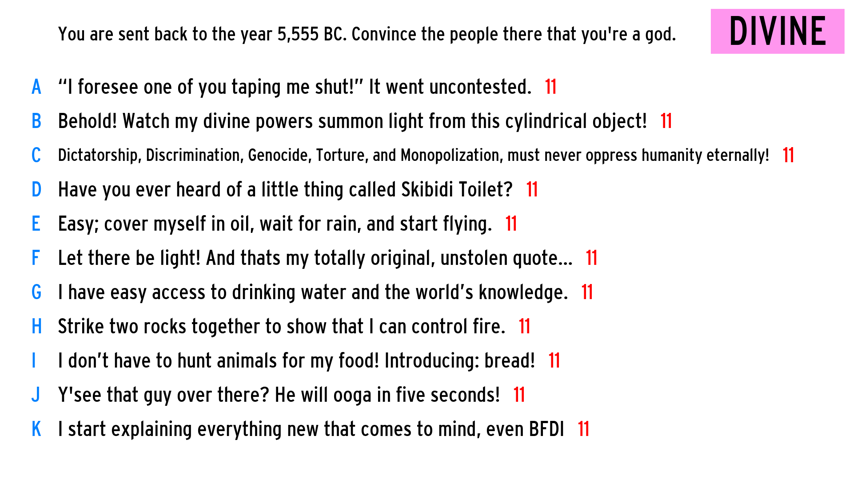 You are sent back to the year 5,555 BC. Convince the people there that you're a god. DIVINE
A “I foresee one of you taping me shut!” It went uncontested. 11
B Behold! Watch my divine powers summon light from this cylindrical object! 11
C Dictatorship, Discrimination, Genocide, Torture, and Monopolization, must never oppress humanity eternally! 11
D Have you ever heard of a little thing called Skibidi Toilet? 11
E Easy; cover myself in oil, wait for rain, and start flying. 11
F Let there be light! And thats my totally original, unstolen quote... 11
G I have easy access to drinking water and the world’s knowledge. 11
H Strike two rocks together to show that I can control fire. 11
I I don’t have to hunt animals for my food! Introducing: bread! 11
J Y'see that guy over there? He will ooga in five seconds! 11
K I start explaining everything new that comes to mind, even BFDI 11